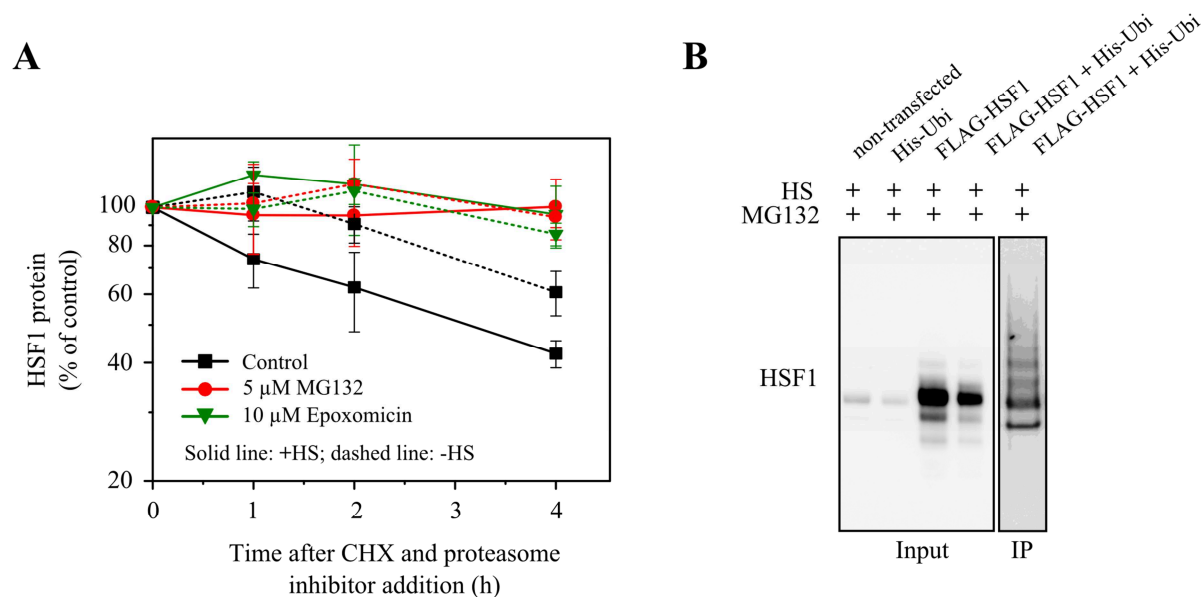 A
HSF1 protein
(% of control)
100
80
60
40
20
Control
5 µM MG132
10 µM Epoxomicin
Solid line: +HS; dashed line: -HS
0
1
2
3
4
Time after CHX and proteasome
inhibitor addition (h)
B
non-transfected
His-Ubi
FLAG-HSF1
FLAG-HSF1 + His-Ubi
FLAG-HSF1 + His-Ubi
HS + + + + +
MG132 + + + + +
HSF1
Input
IP